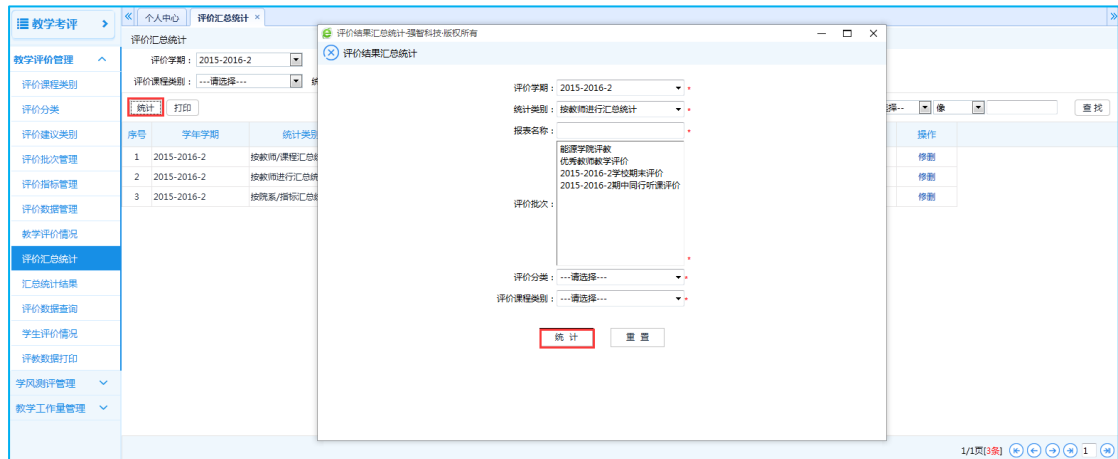 教学考评
个人中心
评价汇总统计 ×
评价汇总统计
评价学期： 2015-2016-2
评价课程类别： ---请选择---
统计
打印
像
查 找
序号
学年学期
统计类别
操作
1
2015-2016-2
按教师/课程汇总
修删
2
2015-2016-2
按教师进行汇总统
修删
3
2015-2016-2
按院系/指标汇总
修删
教学评价管理
评价课程类别
评价分类
评价建议类别
评价批次管理
评价指标管理
评价数据管理
教学评价情况
评价汇总统计
汇总统计结果
评价数据查询
学生评价情况
评教数据打印
学风测评管理
教学工作量管理
评价结果汇总统计-强智科技-版权所有
评价结果汇总统计
评价学期： 2015-2016-2 *
统计类别： 按教师进行汇总统计 *
报表名称： *
评价批次：
能源学院评教
优秀教师教学评价
2015-2016-2学校期末评价
2015-2016-2期中同行听课评价
*
评价分类： ---请选择--- *
评价课程类别： ---请选择--- *
统 计
重 置
1/1页[3条]
1